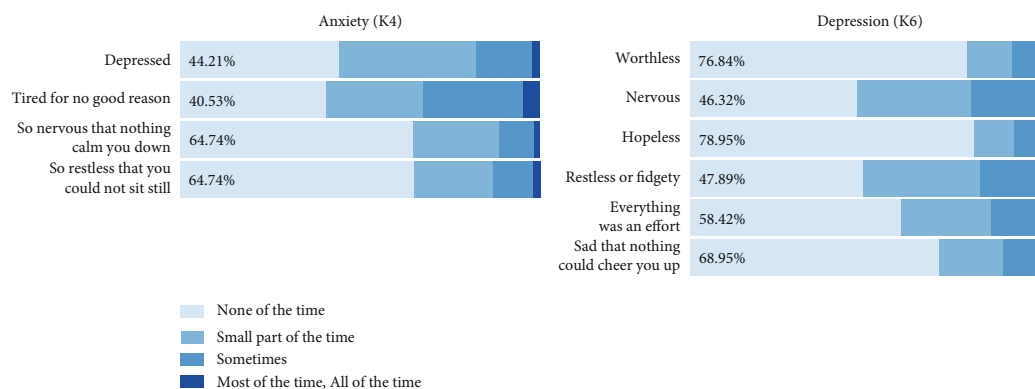 Anxiety (K4)
Depressed
44.21%
Tired for no good reason
40.53%
So nervous that nothing
calm you down
64.74%
So restless that you
could not sit still
64.74%
Depression (K6)
Worthless
76.84%
Nervous
46.32%
Hopeless
78.95%
Restless or fidgety
47.89%
Everything
was an effort
58.42%
Sad that nothing
could cheer you up
68.95%
None of the time
Small part of the time
Sometimes
Most of the time, All of the time